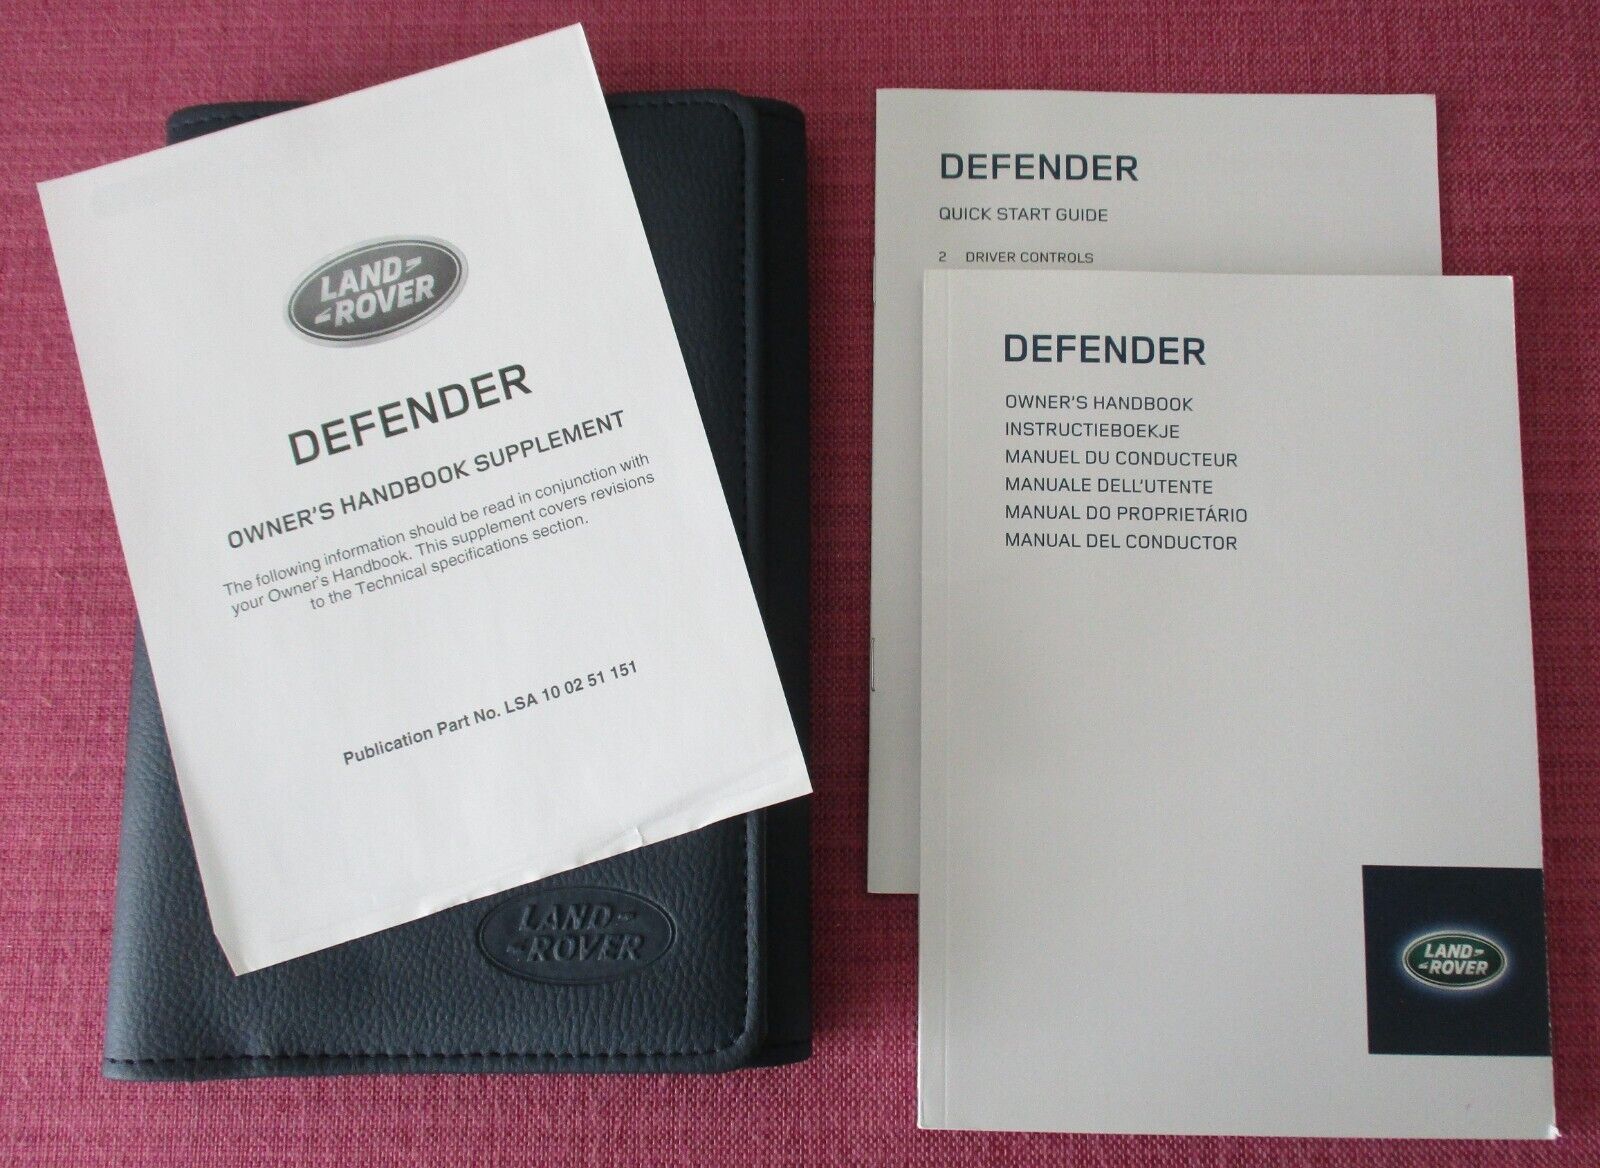 LAND-
-ROVER
DEFENDER
OWNER'S HANDBOOK SUPPLEMENT
The following information should be read in conjunction with
your Owner's Handbook. This supplement covers revisions
to the Technical specifications section.
Publication Part No. LSA 10 02 51 151
LAND-
-ROVER
DEFENDER
QUICK START GUIDE
2 DRIVER CONTROLS
DEFENDER
OWNER'S HANDBOOK
INSTRUCTIEBOEKJE
MANUEL DU CONDUCTEUR
MANUALE DELL'UTENTE
MANUAL DO PROPRIETÁRIO
MANUAL DEL CONDUCTOR
LAND-
-ROVER